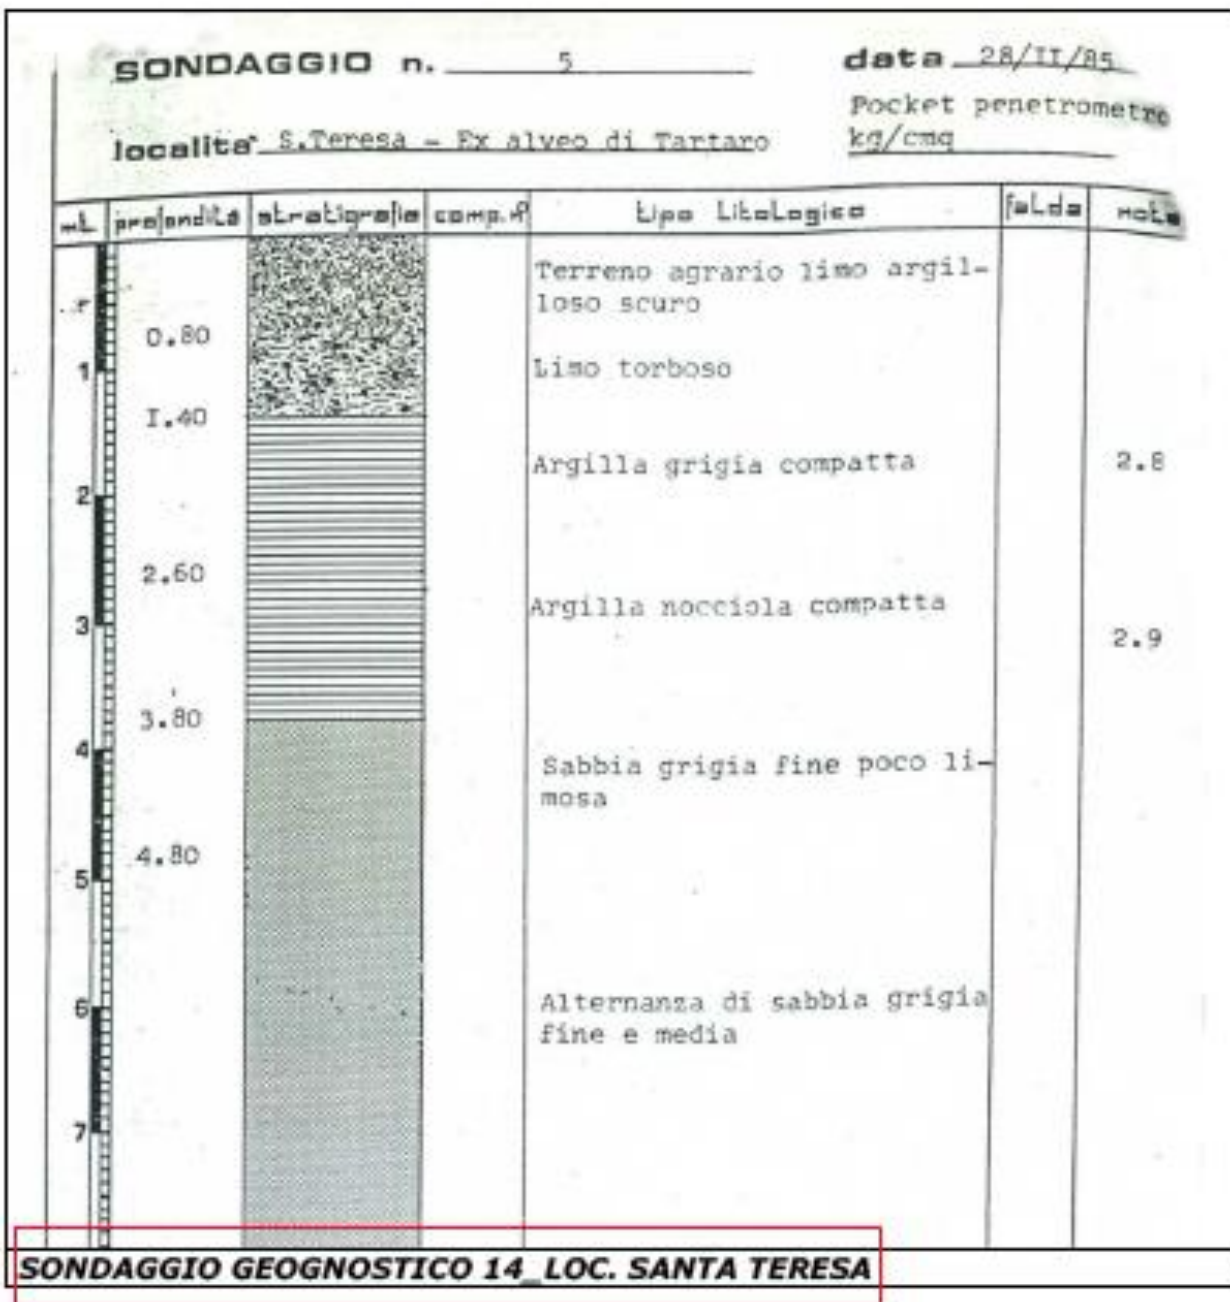 SONDAGGIO n. 5
data 28/II/85
Pocket penetrometro
kg/cmq
localita' S.Teresa - Ex alveo di Tartaro
mt. profondità stratigrafia camp.n° tipo Litologico falda note
Terreno agrario limo argil-
loso scuro
0.80
Limo torboso
1
I.40
Argilla grigia compatta 2.8
2
2.60
Argilla nocciola compatta
3
2.9
3.80
4
Sabbia grigia fine poco li-
mosa
4.80
5
6
Alternanza di sabbia grigia
fine e media
7
SONDAGGIO GEOGNOSTICO 14_LOC. SANTA TERESA